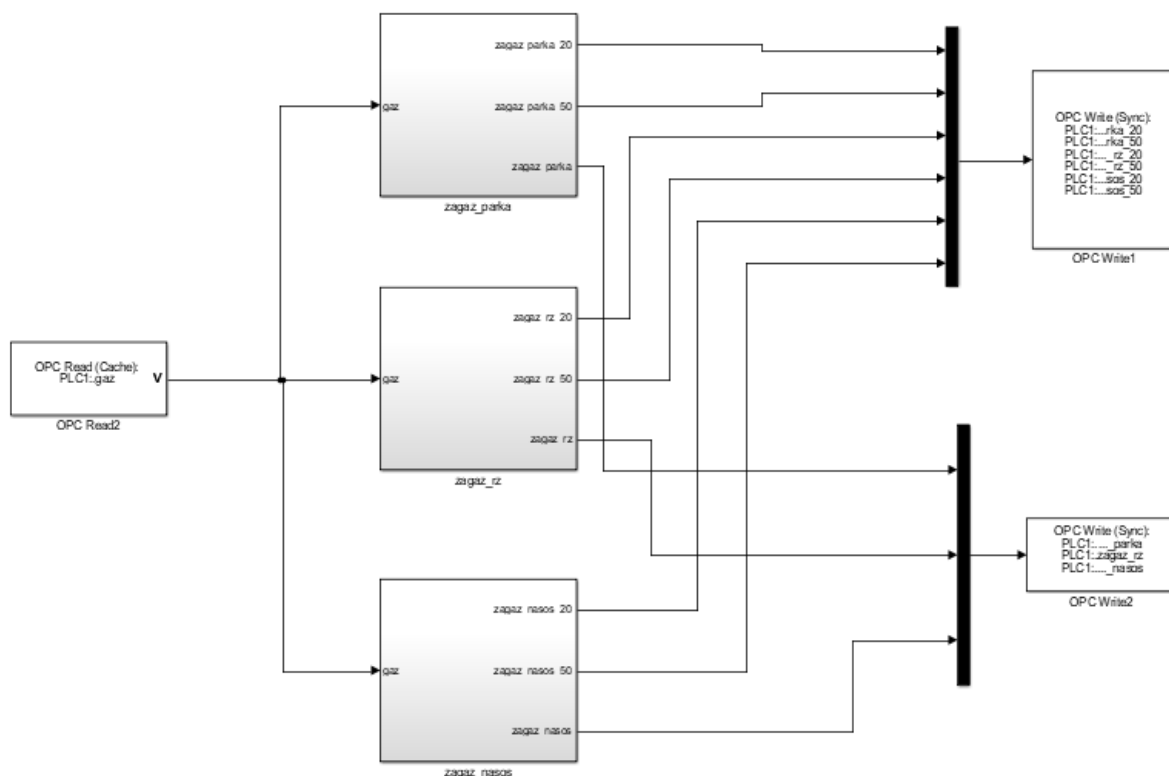 zagaz parka 20
gaz
zagaz parka 50
zagaz parka
zagaz_parka
OPC Write (Sync):
PLC1:...rka_20
PLC1:...rka_50
PLC1:..._rz_20
PLC1:..._rz_50
PLC1:...sos_20
PLC1:...sos_50
OPC Write1
zagaz rz 20
gaz
zagaz rz 50
zagaz rz
zagaz_rz
OPC Read (Cache):
PLC1:.gaz
V
OPC Read2
OPC Write (Sync):
PLC1:...._parka
PLC1:.zagaz_rz
PLC1:...._nasos
OPC Write2
zagaz nasos 20
gaz
zagaz nasos 50
zagaz nasos
zagaz_nasos